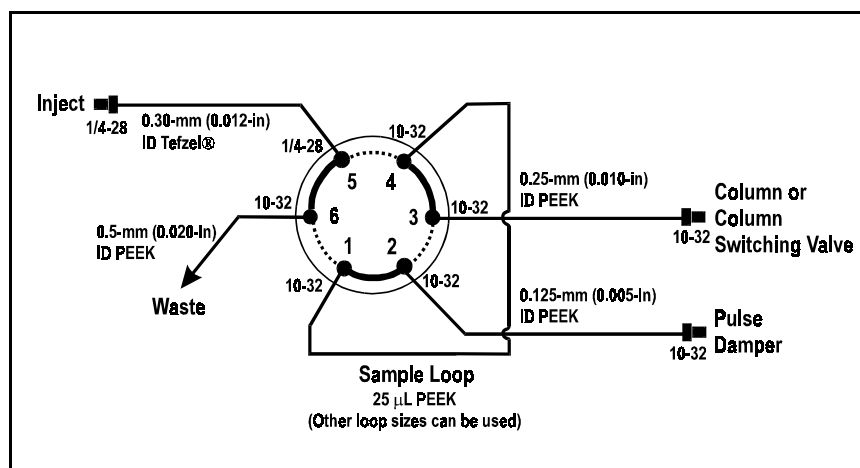 Inject
1/4-28
0.30-mm (0.012-in)
ID Tefzel®
1/4-28
10-32
5
4
10-32
6
3
10-32
0.25-mm (0.010-in)
ID PEEK
10-32
Column or
Column
Switching Valve
0.5-mm (0.020-In)
ID PEEK
Waste
1
2
10-32
10-32
0.125-mm (0.005-In)
ID PEEK
10-32
Pulse
Damper
Sample Loop
25 μL PEEK
(Other loop sizes can be used)